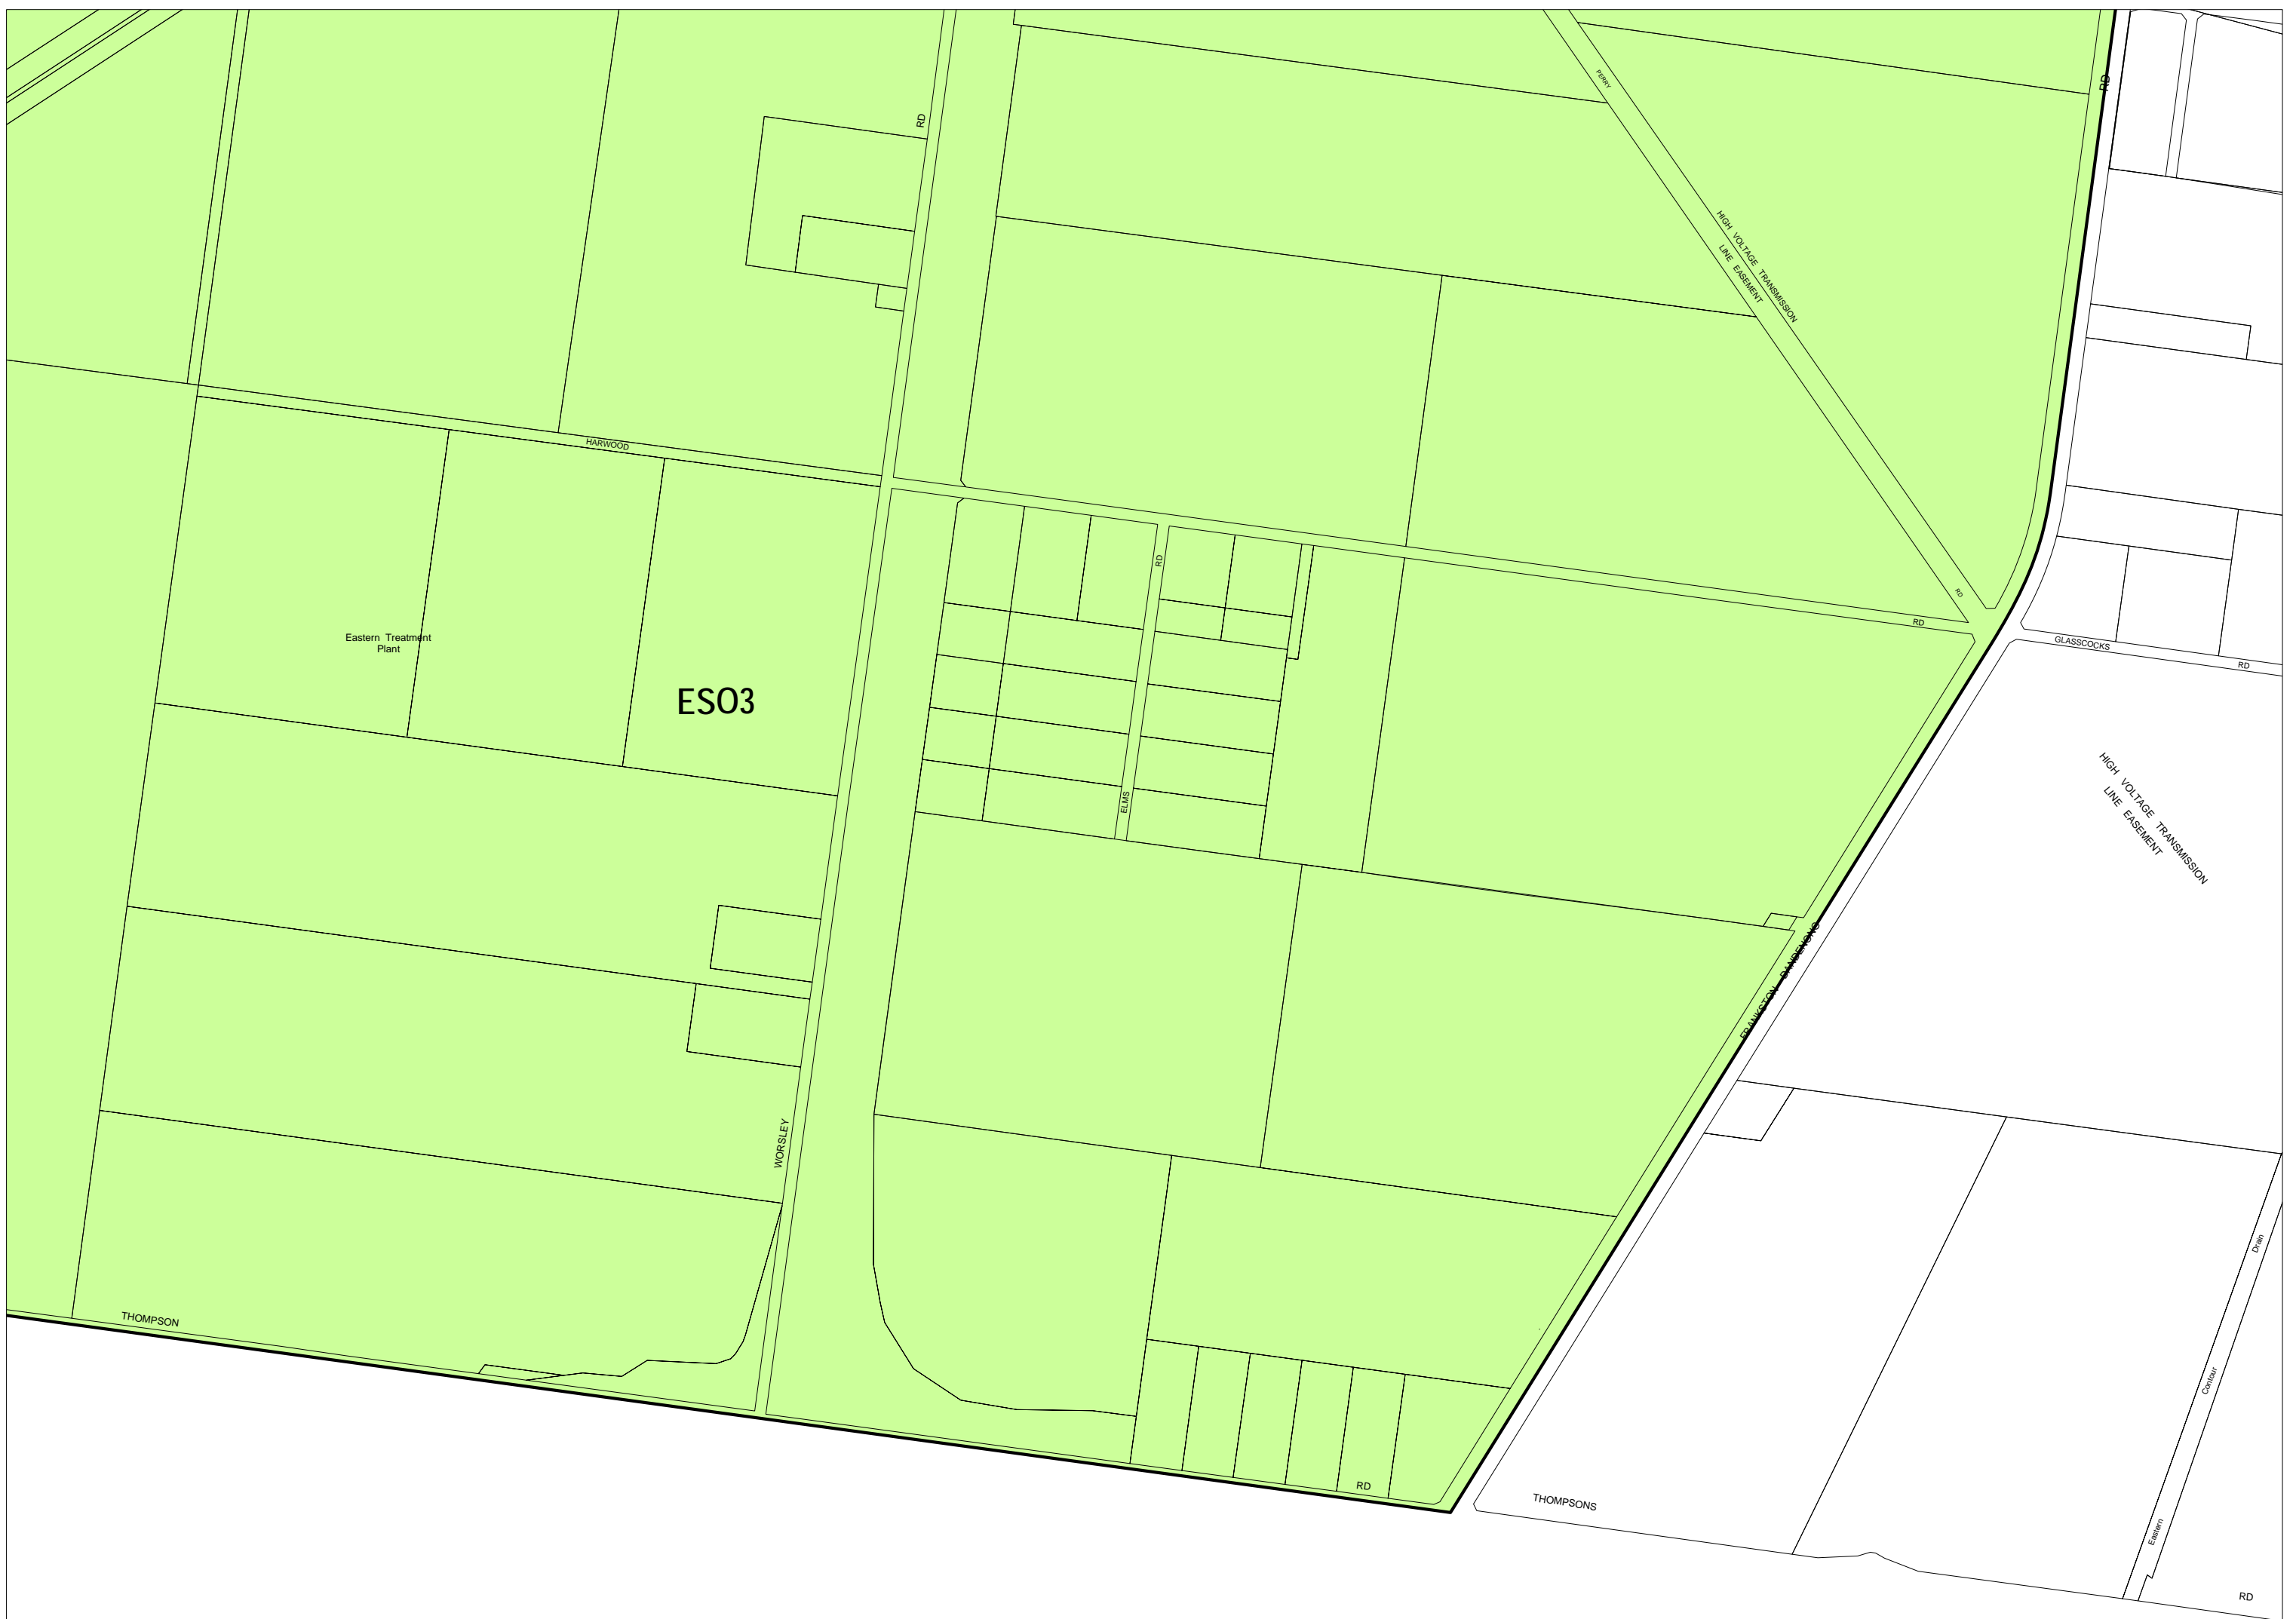 RD
PERRY
RD
HIGH VOLTAGE TRANSMISSION
LINE EASEMENT
HARWOOD
RD
RD
RD
GLASSCOCKS
RD
Eastern Treatment
Plant
ESO3
HIGH VOLTAGE TRANSMISSION
LINE EASEMENT
ELMS
FRANKSTON DANDENONG
WORSLEY
Drain
THOMPSON
Contour
RD
THOMPSONS
Eastern
RD